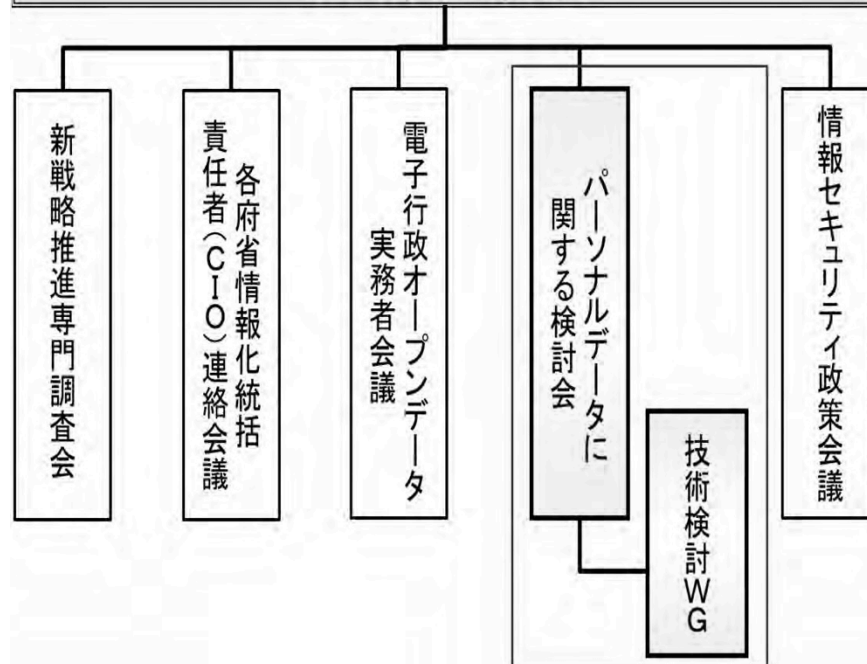 新戦略推進専門調査会
各府省情報化統括
責任者(CIO)連絡会議
電子行政オープンデータ
実務者会議
パーソナルデータに
関する検討会
技術検討WG
情報セキュリティ政策会議